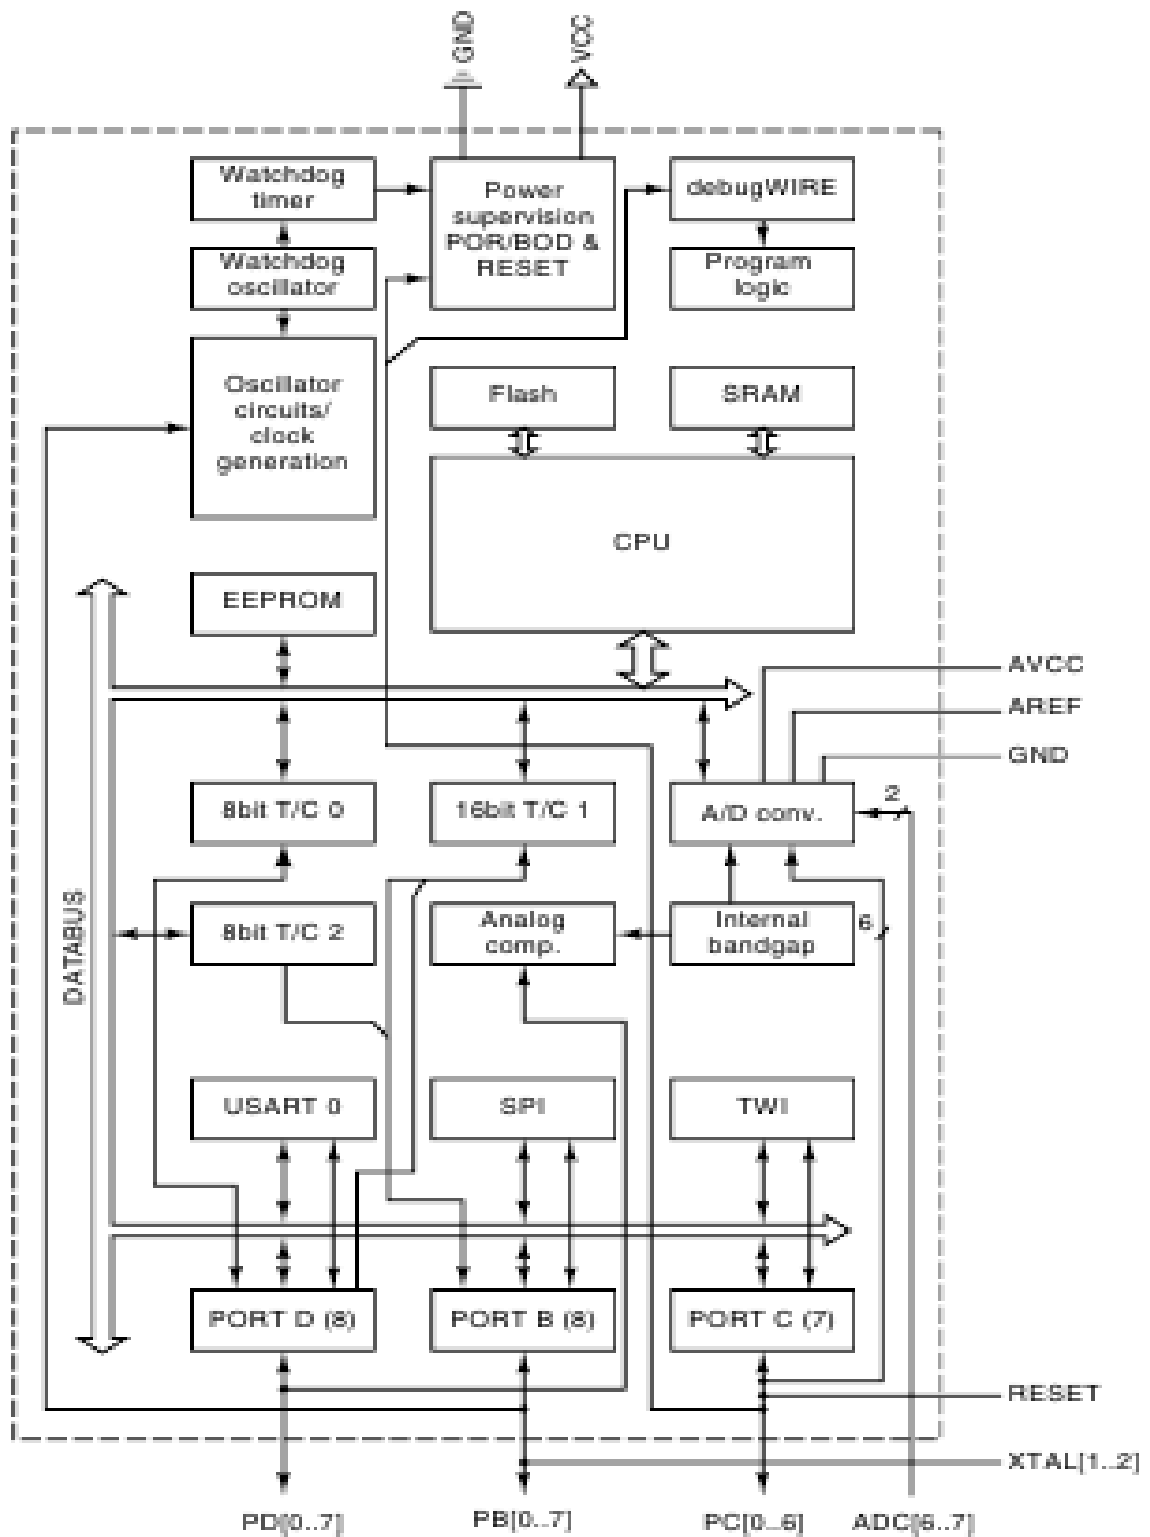 GND
VCC
Watchdog
timer
Power
supervision
POR/BOD &
RESET
debugWIRE
Watchdog
oscillator
Program
logic
Oscillator
circuits/
clock
generation
Flash
SRAM
CPU
EEPROM
AVCC
AREF
GND
8bit T/C 0
16bit T/C 1
A/D conv.
2
DATABUS
8bit T/C 2
Analog
comp.
Internal
bandgap
6
USART 0
SPI
TWI
PORT D (8)
PORT B (8)
PORT C (7)
RESET
XTAL[1..2]
PD[0..7]
PB[0..7]
PC[0..6]
ADC[6..7]